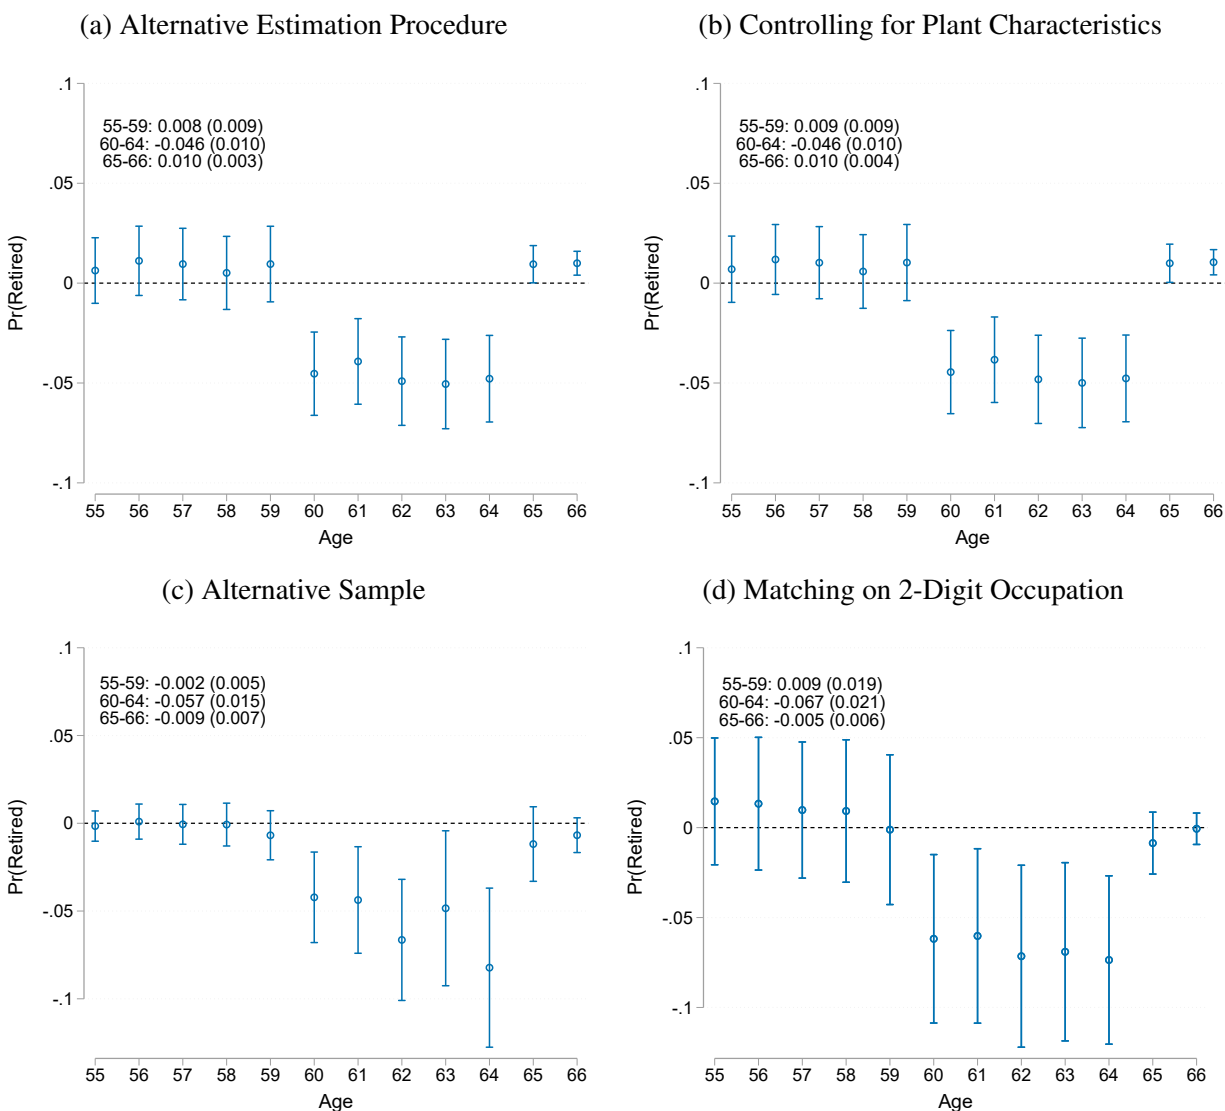 (a) Alternative Estimation Procedure
.1
55-59: 0.008 (0.009)
60-64: -0.046 (0.010)
65-66: 0.010 (0.003)
.05
0
-.05
-.1
Pr(Retired)
55 56 57 58 59 60 61 62 63 64 65 66
Age
(b) Controlling for Plant Characteristics
.1
55-59: 0.009 (0.009)
60-64: -0.046 (0.010)
65-66: 0.010 (0.004)
.05
0
-.05
-.1
Pr(Retired)
55 56 57 58 59 60 61 62 63 64 65 66
Age
(c) Alternative Sample
.1
55-59: -0.002 (0.005)
60-64: -0.057 (0.015)
65-66: -0.009 (0.007)
.05
0
-.05
-.1
Pr(Retired)
55 56 57 58 59 60 61 62 63 64 65 66
Age
(d) Matching on 2-Digit Occupation
.1
55-59: 0.009 (0.019)
60-64: -0.067 (0.021)
65-66: -0.005 (0.006)
.05
0
-.05
-.1
Pr(Retired)
55 56 57 58 59 60 61 62 63 64 65 66
Age